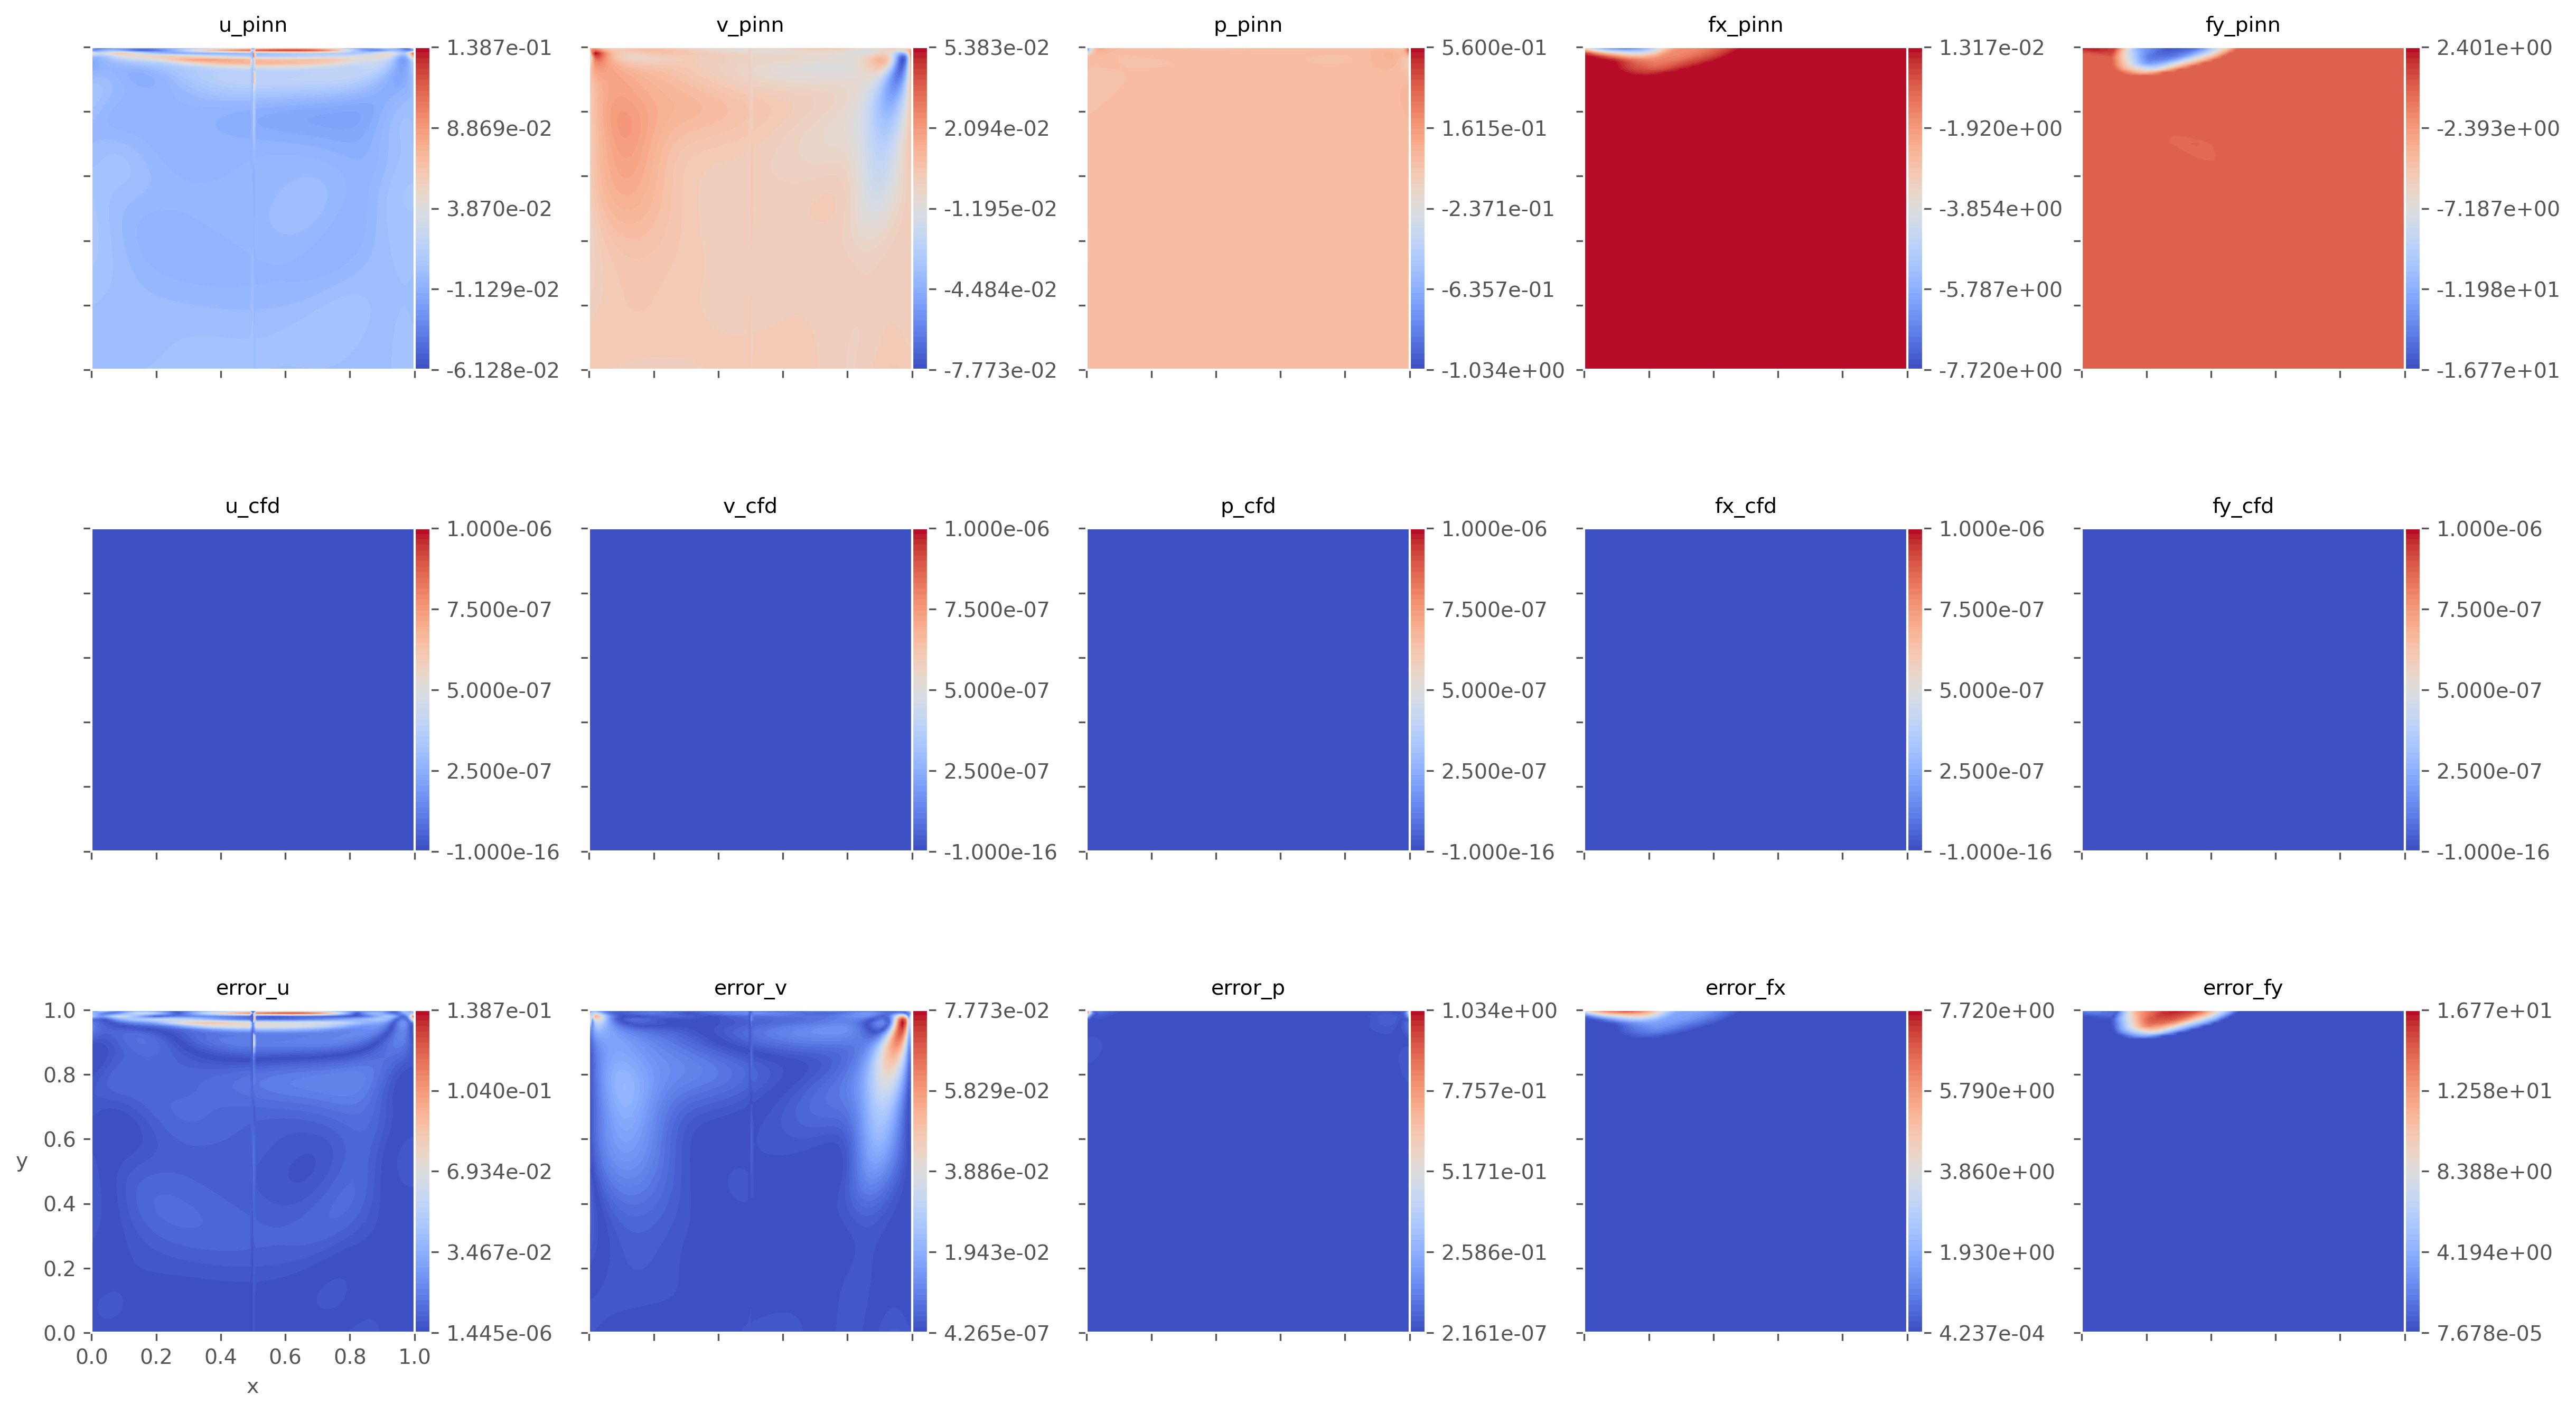 u_pinn
v_pinn
p_pinn
fx_pinn
fy_pinn
1.387e-01
8.869e-02
3.870e-02
-1.129e-02
-6.128e-02
5.383e-02
2.094e-02
-1.195e-02
-4.484e-02
-7.773e-02
5.600e-01
1.615e-01
-2.371e-01
-6.357e-01
-1.034e+00
1.317e-02
-1.920e+00
-3.854e+00
-5.787e+00
-7.720e+00
2.401e+00
-2.393e+00
-7.187e+00
-1.198e+01
-1.677e+01
u_cfd
v_cfd
p_cfd
fx_cfd
fy_cfd
1.000e-06
7.500e-07
5.000e-07
2.500e-07
-1.000e-16
1.000e-06
7.500e-07
5.000e-07
2.500e-07
-1.000e-16
1.000e-06
7.500e-07
5.000e-07
2.500e-07
-1.000e-16
1.000e-06
7.500e-07
5.000e-07
2.500e-07
-1.000e-16
1.000e-06
7.500e-07
5.000e-07
2.500e-07
-1.000e-16
error_u
error_v
error_p
error_fx
error_fy
1.0
0.8
0.6
y
0.4
0.2
0.0
0.0 0.2 0.4 0.6 0.8 1.0
x
1.387e-01
1.040e-01
6.934e-02
3.467e-02
1.445e-06
7.773e-02
5.829e-02
3.886e-02
1.943e-02
4.265e-07
1.034e+00
7.757e-01
5.171e-01
2.586e-01
2.161e-07
7.720e+00
5.790e+00
3.860e+00
1.930e+00
4.237e-04
1.677e+01
1.258e+01
8.388e+00
4.194e+00
7.678e-05